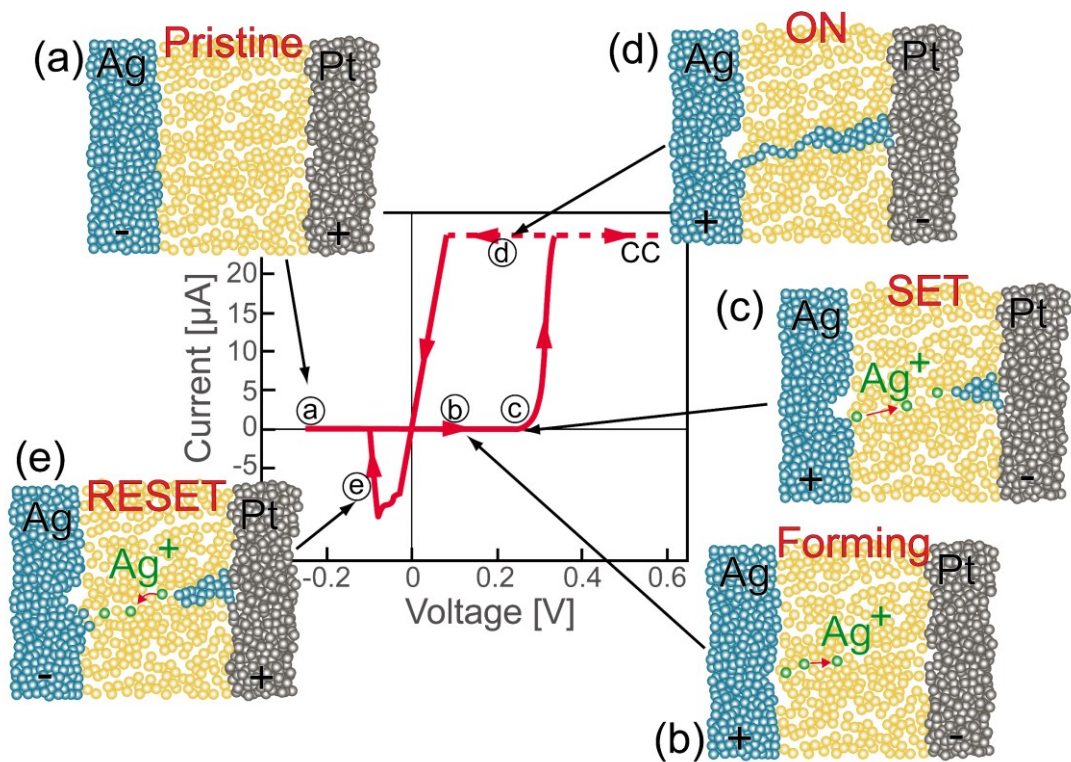 (a)
Pristine
Ag
Pt
-
+
(d)
ON
Ag
Pt
+
-
(c)
SET
Ag
Pt
Ag+
+
-
(e)
RESET
Ag
Pt
Ag+
-
+
Forming
Ag
Pt
Ag+
+
-
(b)
Current [µA]
20
15
10
5
0
-5
-0.2
0
0.2
0.4
0.6
Voltage [V]
a
b
c
d
e
CC